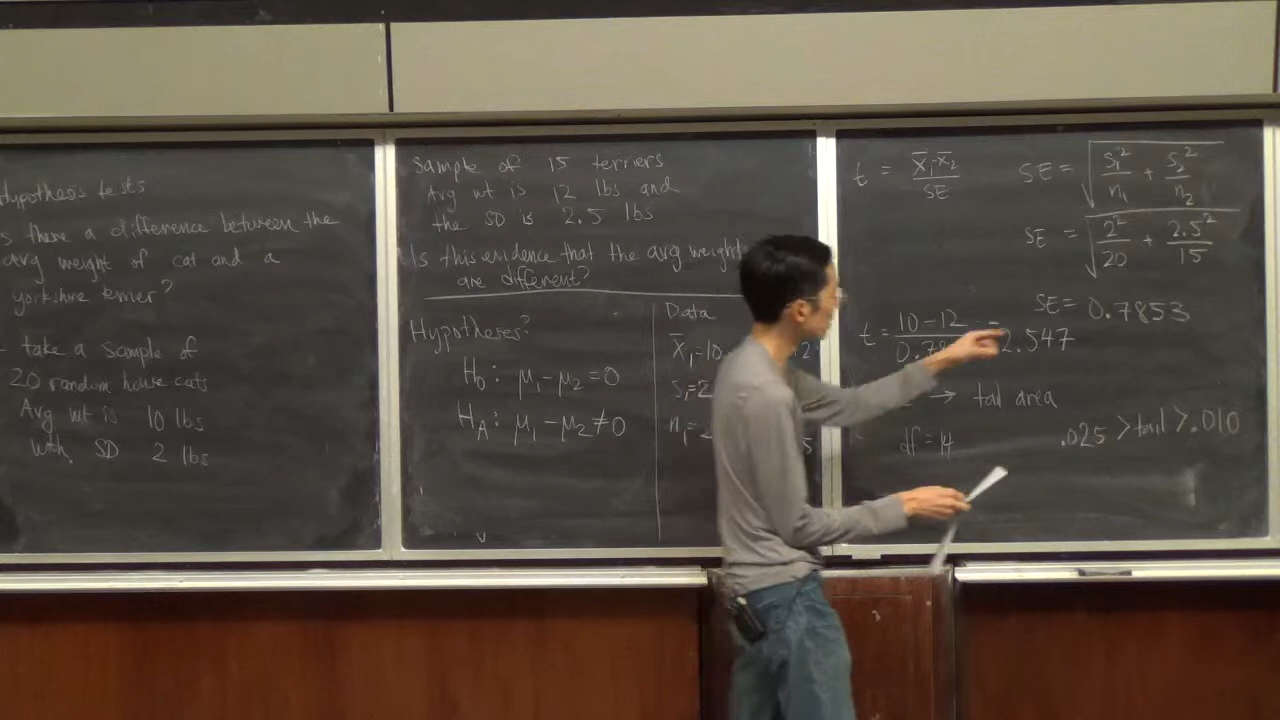 Hypothesis tests
s there a difference between the
avg weight of cat and a
yorkshire terrier?
- take a sample of
20 random house cats
Avg wt is 10 lbs
with SD 2 lbs
Sample of 15 terriers
Avg wt is 12 lbs and
the SD is 2.5 lbs
Is this evidence that the avg weight
are different?
Hypotheses?
H₀: μ₁-μ₂=0
H_A: μ₁-μ₂≠0
Data
x̄₁=10
s₁=2
n₁=2
t = (x̄₁-x̄₂)/SE
SE = √(s₁²/n₁ + s₂²/n₂)
SE = √(2²/20 + 2.5²/15)
SE = 0.7853
t = (10-12)/0.78 = 2.547
→ tail area
df = 14
.025 > tail > .010